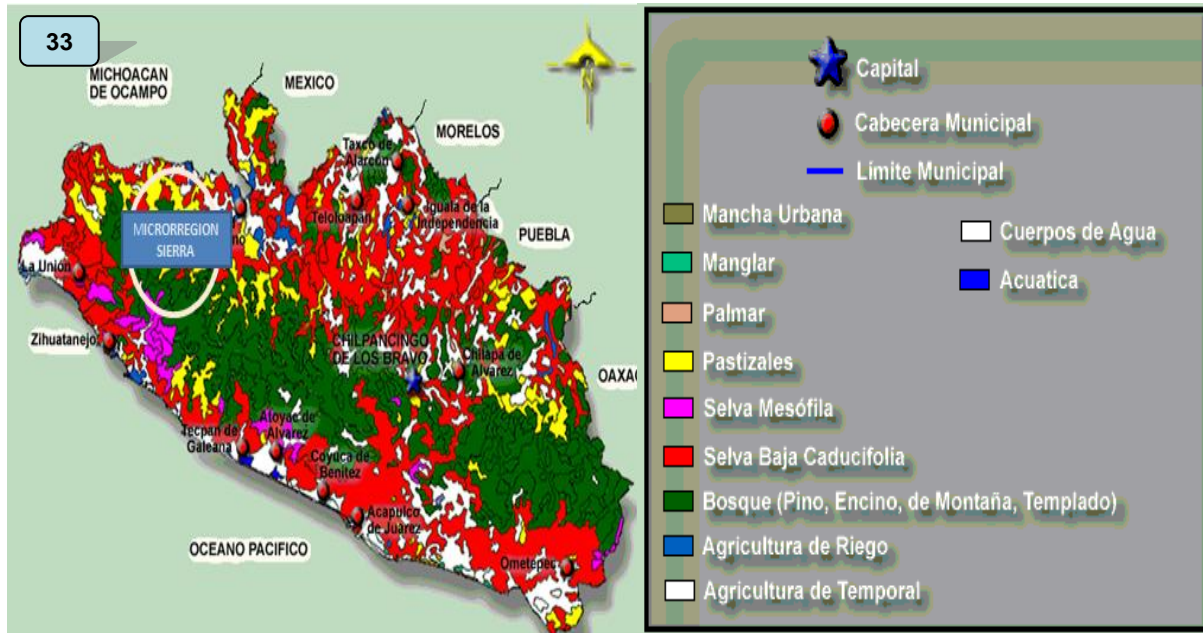 33
MICHOACAN
DE OCAMPO
MEXICO
N
MORELOS
Taxco de
Alarcón
Teloloapan
Iguala de la
Independencia
PUEBLA
MICRORREGION
SIERRA
La Unión
Zihuatanejo
CHILPANCINGO
DE LOS BRAVO
Chilapa de
Alvarez
Tecpan de
Galeana
Atoyac de
Alvarez
Coyuca de
Benítez
Acapulco
de Juárez
OCEANO PACIFICO
Ometepec
Capital
Cabecera Municipal
Límite Municipal
Mancha Urbana
Manglar
Palmar
Pastizales
Selva Mesófila
Selva Baja Caducifolia
Bosque (Pino, Encino, de Montaña, Templado)
Agricultura de Riego
Agricultura de Temporal
Cuerpos de Agua
Acuatica